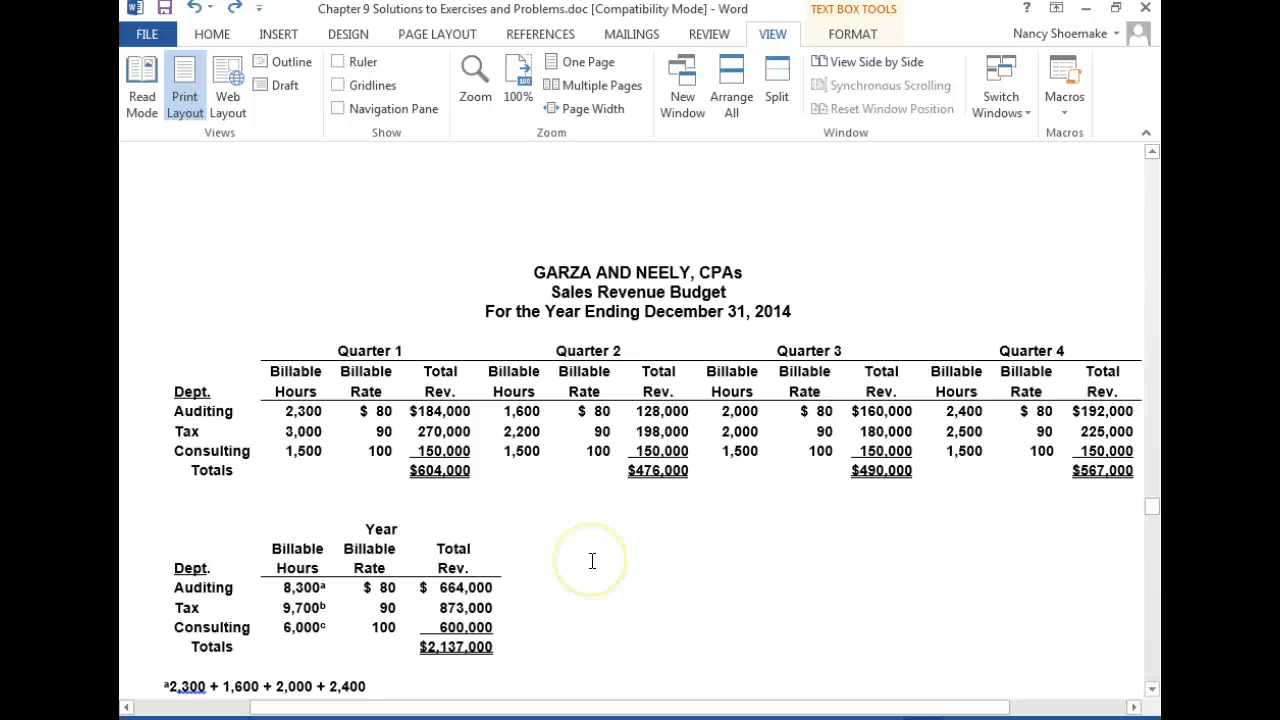 Chapter 9 Solutions to Exercises and Problems.doc [Compatibility Mode] - Word
TEXT BOX TOOLS
?
FILE HOME INSERT DESIGN PAGE LAYOUT REFERENCES MAILINGS REVIEW VIEW FORMAT Nancy Shoemake
Read Mode
Print Layout
Web Layout
Outline
Draft
Views
Ruler
Gridlines
Navigation Pane
Show
Zoom
100%
One Page
Multiple Pages
Page Width
Zoom
New Window
Arrange All
Split
View Side by Side
Synchronous Scrolling
Reset Window Position
Window
Switch Windows
Macros
Macros
GARZA AND NEELY, CPAs
Sales Revenue Budget
For the Year Ending December 31, 2014
Quarter 1 Quarter 2 Quarter 3 Quarter 4
Billable Billable Total Billable Billable Total Billable Billable Total Billable Billable Total
Dept. Hours Rate Rev. Hours Rate Rev. Hours Rate Rev. Hours Rate Rev.
Auditing 2,300 $ 80 $184,000 1,600 $ 80 128,000 2,000 $ 80 $160,000 2,400 $ 80 $192,000
Tax 3,000 90 270,000 2,200 90 198,000 2,000 90 180,000 2,500 90 225,000
Consulting 1,500 100 150,000 1,500 100 150,000 1,500 100 150,000 1,500 100 150,000
Totals $604,000 $476,000 $490,000 $567,000
Year
Billable Billable Total
Dept. Hours Rate Rev.
Auditing 8,300ᵃ $ 80 $ 664,000
Tax 9,700ᵇ 90 873,000
Consulting 6,000ᶜ 100 600,000
Totals $2,137,000
ᵃ2,300 + 1,600 + 2,000 + 2,400